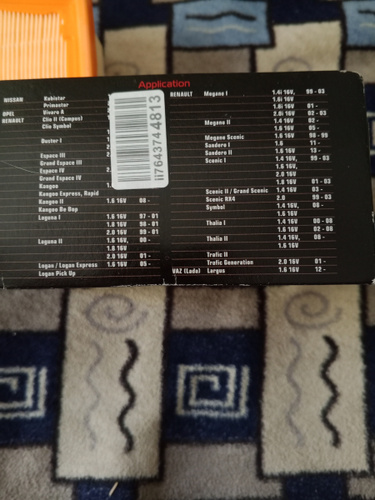 Application
NISSAN Kubistar
Primastar
OPEL Vivaro A
RENAULT Clio II (Campus)
Clio Symbol
Duster I
Espace III
Grand Espace III
Espace IV
Grand Espace IV
Kangoo
Kangoo Express, Rapid
Kangoo II 1.6 16V 08 -
Kangoo Be Bop
Laguna I 1.6 16V 97 - 01
1.8 16V 98 - 01
2.0 16V 99 - 01
Laguna II 1.6 16V, 00 -
1.8 16V
2.0 16V 01 -
Logan / Logan Express 1.6 16V 05 -
Logan Pick Up
li7643744813
RENAULT Megane I 1.4i 16V, 99 - 03
1.6i 16V
1.8i 16V 01 -
2.0i 16V 02 - 03
Megane II 1.4 16V 02 -
1.6 16V 05 -
Megane Scenic 1.6 16V 98 - 99
Sandero I 1.6 11 -
Sandero II 1.6 16V 13 -
Scenic I 1.4 16V, 99 - 03
1.6 16V,
2.0 16V
1.8 16V 01 - 03
Scenic II / Grand Scenic 1.4 16V 03 -
Scenic RX4 2.0 99 - 03
Symbol 1.4 16V,
1.6 16V
Thalia I 1.4 16V 00 - 08
1.6 16V 02 - 08
Thalia II 1.4 16V, 08 -
1.6 16V
Trafic II
Trafic Generation 2.0 16V 01 -
VAZ (Lada) Largus 1.6 16V 12 -